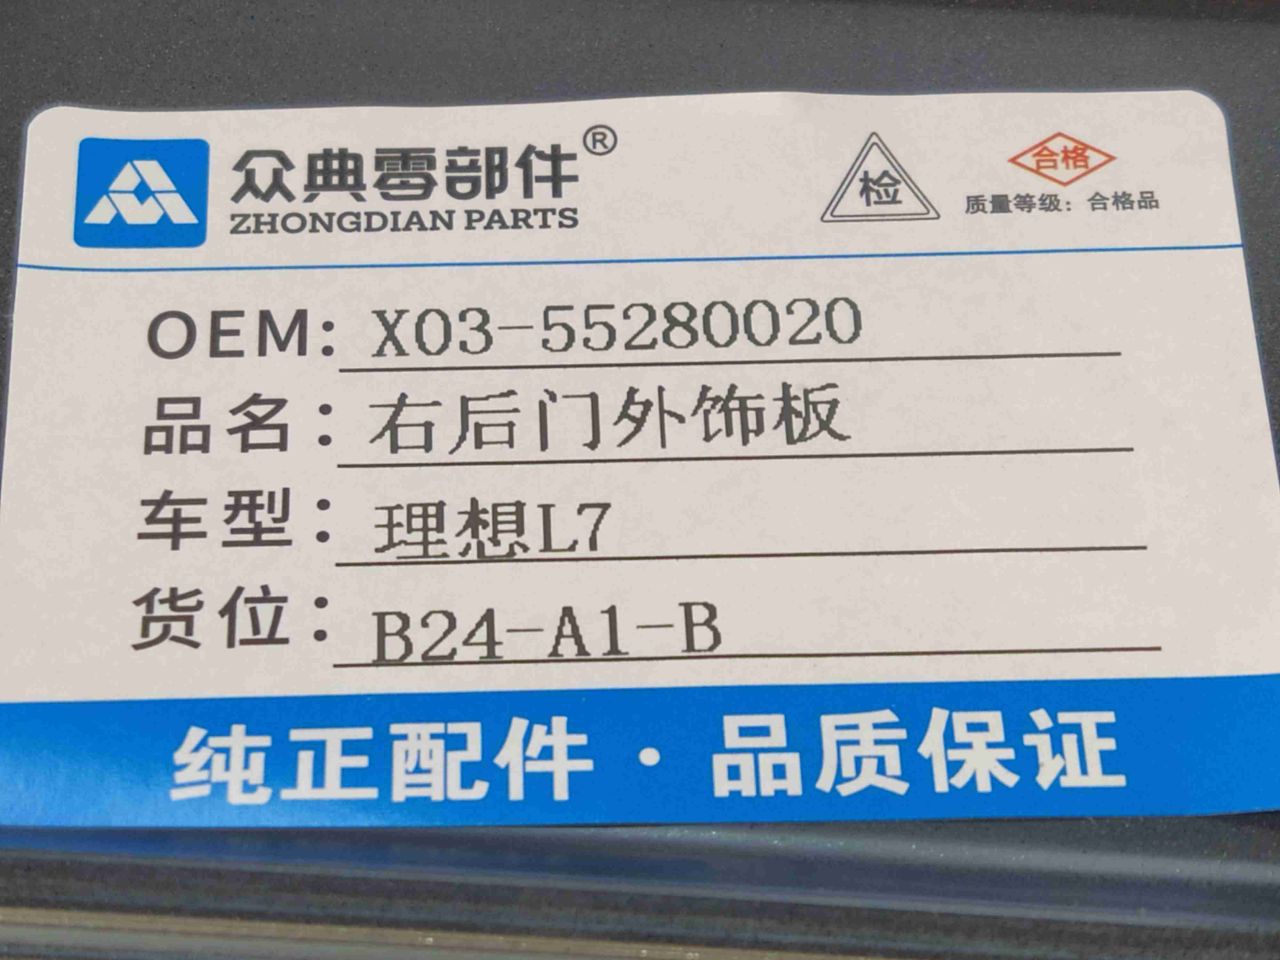 众典零部件®
ZHONGDIAN PARTS
检
合格
质量等级：合格品
OEM: X03-55280020
品名：右后门外饰板
车型：理想L7
货位：B24-A1-B
纯正配件·品质保证